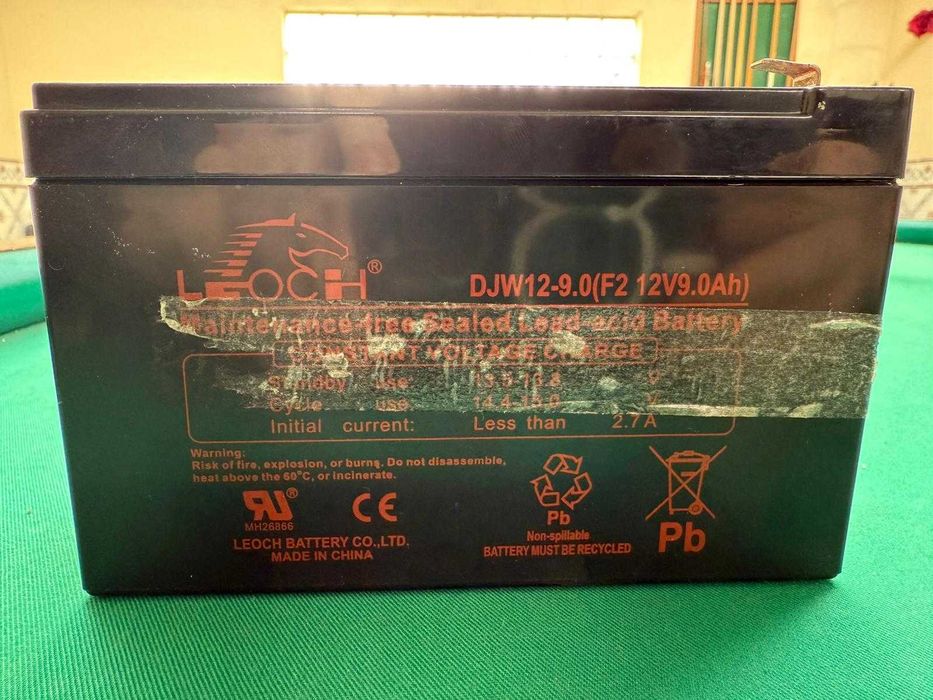 LEOCH®
DJW12-9.0(F2 12V9.0Ah)
Maintenance-free Sealed Lead-acid Battery
CONSTANT VOLTAGE CHARGE
Standby use 13.5-13.8 V
Cycle use 14.4-15.0 V
Initial current: Less than 2.7A
Warning:
Risk of fire, explosion, or burns. Do not disassemble,
heat above the 60°C, or incinerate.
RU®
MH26866
CE
LEOCH BATTERY CO.,LTD.
MADE IN CHINA
Pb
Non-spillable
BATTERY MUST BE RECYCLED
Pb